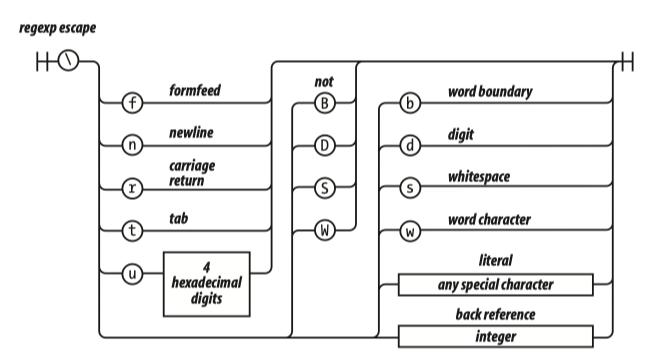 regexp escape
\
f formfeed
n newline
r carriage
return
t tab
u 4
hexadecimal
digits
not
B
D
S
W
b word boundary
d digit
s whitespace
w word character
literal
any special character
back reference
integer